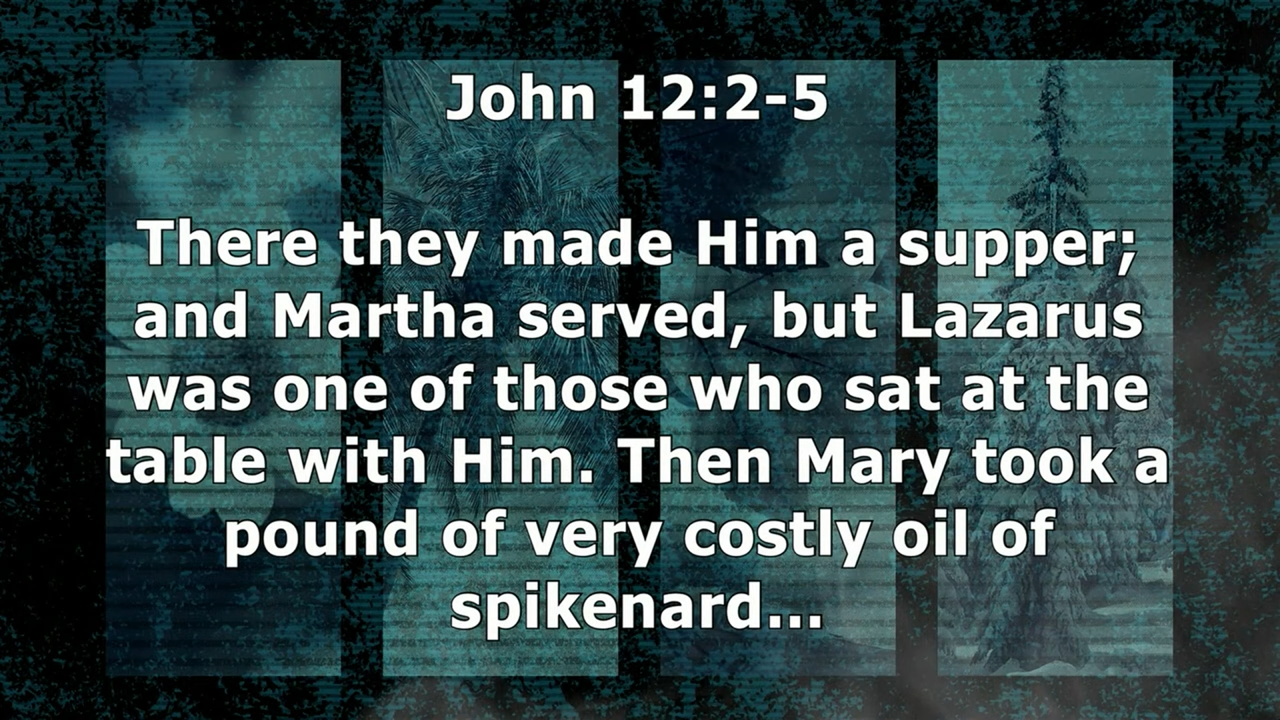 John 12:2-5
There they made Him a supper;
and Martha served, but Lazarus
was one of those who sat at the
table with Him. Then Mary took a
pound of very costly oil of
spikenard...